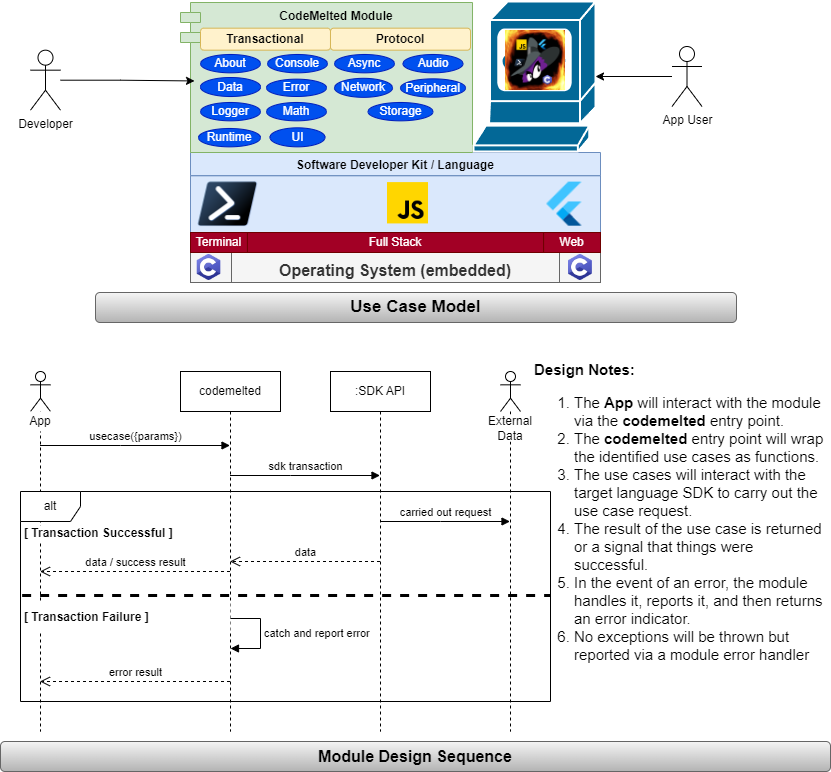 CodeMelted Module
Transactional
Protocol
About
Console
Async
Audio
Data
Error
Network
Peripheral
Logger
Math
Storage
Runtime
UI
JS
Developer
App User
Software Developer Kit / Language
JS
Terminal
Full Stack
Web
C
Operating System (embedded)
C
Use Case Model
App
codemelted
:SDK API
External
Data
usecase({params})
sdk transaction
alt
carried out request
[ Transaction Successful ]
data
data / success result
[ Transaction Failure ]
catch and report error
error result
Design Notes:
1. The App will interact with the module
via the codemelted entry point.
2. The codemelted entry point will wrap
the identified use cases as functions.
3. The use cases will interact with the
target language SDK to carry out the
use case request.
4. The result of the use case is returned
or a signal that things were
successful.
5. In the event of an error, the module
handles it, reports it, and then returns
an error indicator.
6. No exceptions will be thrown but
reported via a module error handler
Module Design Sequence